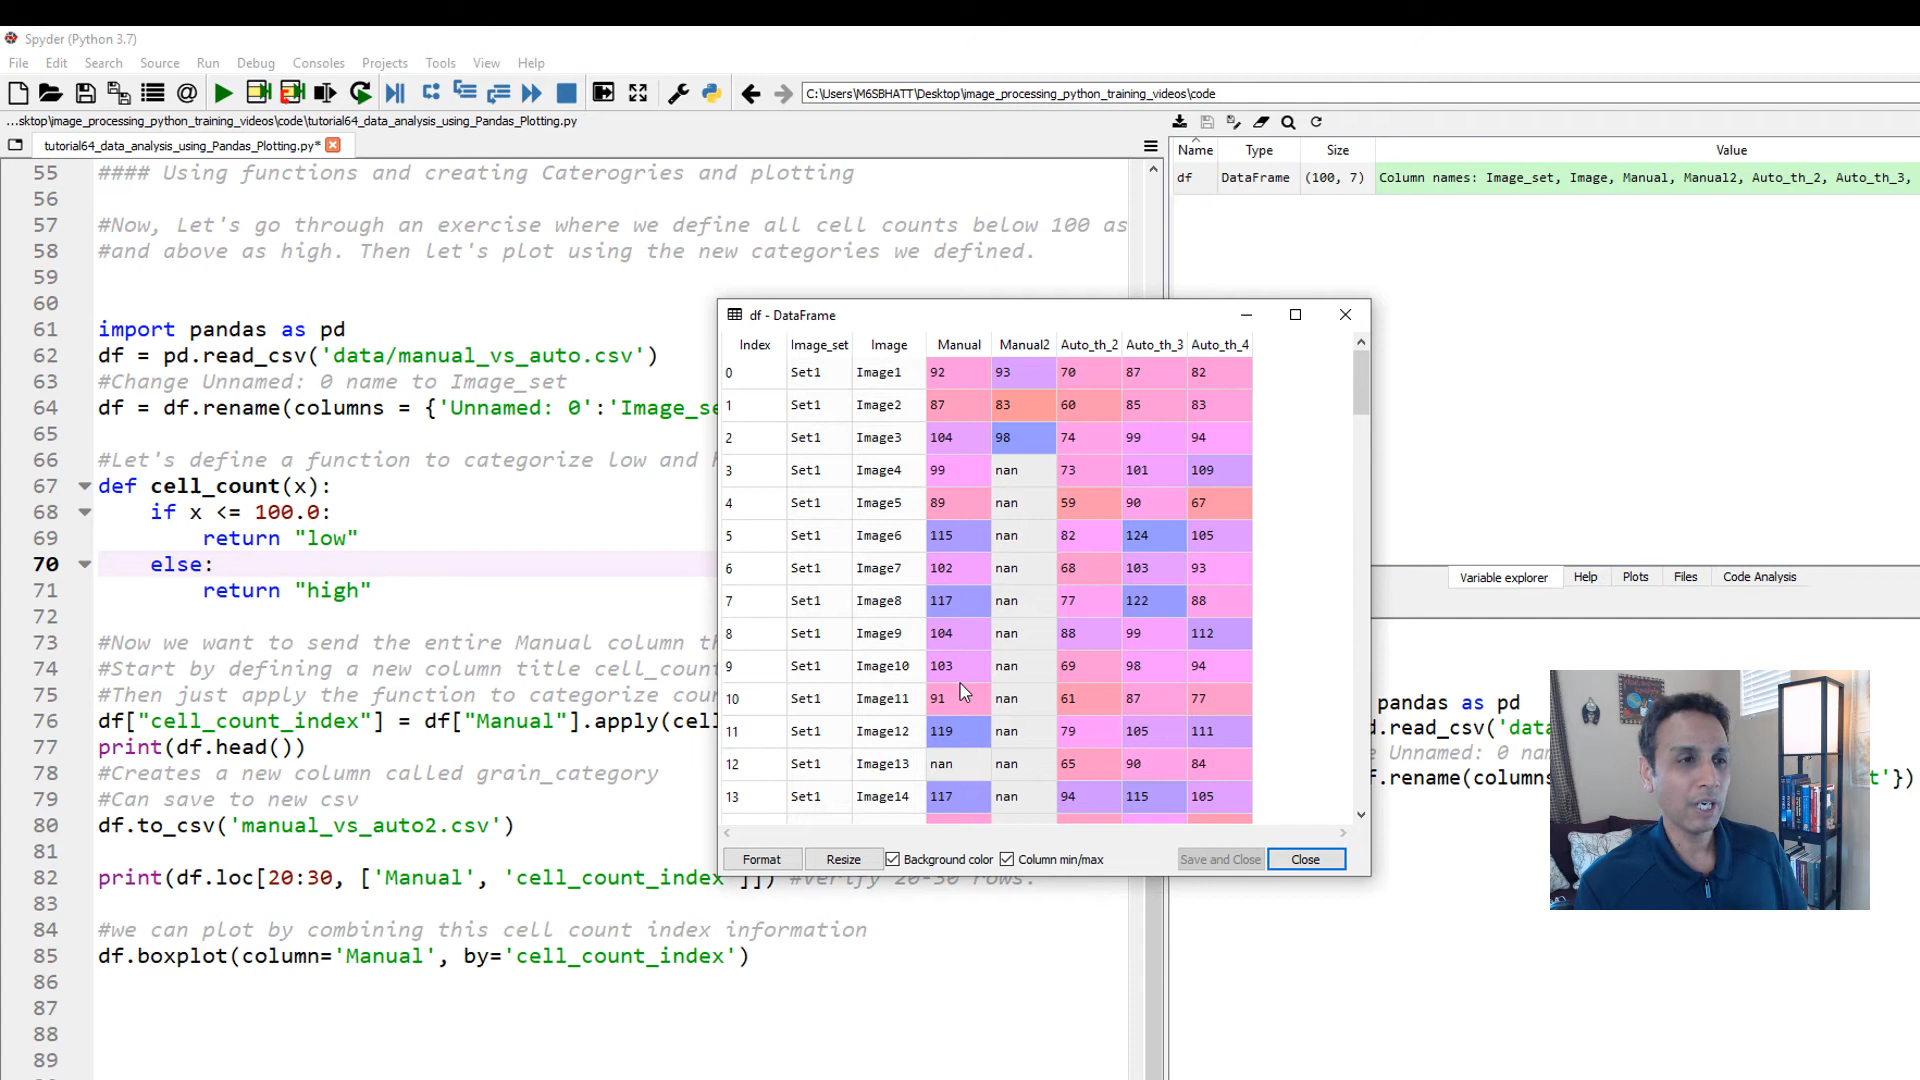 Spyder (Python 3.7)
File Edit Search Source Run Debug Consoles Projects Tools View Help
C:\Users\M6SBHATT\Desktop\image_processing_python_training_videos\code
...sktop\image_processing_python_training_videos\code\tutorial64_data_analysis_using_Pandas_Plotting.py
tutorial64_data_analysis_using_Pandas_Plotting.py*
Name Type Size Value
df DataFrame (100, 7) Column names: Image_set, Image, Manual, Manual2, Auto_th_2, Auto_th_3,
55 #### Using functions and creating Caterogries and plotting
56
57 #Now, Let's go through an exercise where we define all cell counts below 100 as
58 #and above as high. Then let's plot using the new categories we defined.
59
60
61 import pandas as pd
62 df = pd.read_csv('data/manual_vs_auto.csv')
63 #Change Unnamed: 0 name to Image_set
64 df = df.rename(columns = {'Unnamed: 0':'Image_se
65
66 #Let's define a function to categorize low and
67 def cell_count(x):
68 if x <= 100.0:
69 return "low"
70 else:
71 return "high"
72
73 #Now we want to send the entire Manual column
74 #Start by defining a new column title cell_coun
75 #Then just apply the function to categorize cou
76 df["cell_count_index"] = df["Manual"].apply(cel
77 print(df.head())
78 #Creates a new column called grain_category
79 #Can save to new csv
80 df.to_csv('manual_vs_auto2.csv')
81
82 print(df.loc[20:30, ['Manual', 'cell_count_index']]) #Verify 20-30 rows.
83
84 #we can plot by combining this cell count index information
85 df.boxplot(column='Manual', by='cell_count_index')
86
87
88
89
df - DataFrame
Index Image_set Image Manual Manual2 Auto_th_2 Auto_th_3 Auto_th_4
0 Set1 Image1 92 93 70 87 82
1 Set1 Image2 87 83 60 85 83
2 Set1 Image3 104 98 74 99 94
3 Set1 Image4 99 nan 73 101 109
4 Set1 Image5 89 nan 59 90 67
5 Set1 Image6 115 nan 82 124 105
6 Set1 Image7 102 nan 68 103 93
7 Set1 Image8 117 nan 77 122 88
8 Set1 Image9 104 nan 88 99 112
9 Set1 Image10 103 nan 69 98 94
10 Set1 Image11 91 nan 61 87 77
11 Set1 Image12 119 nan 79 105 111
12 Set1 Image13 nan nan 65 90 84
13 Set1 Image14 117 nan 94 115 105
Format Resize Background color Column min/max Save and Close Close
Variable explorer Help Plots Files Code Analysis
pandas as pd
d.read_csv('dat
Unnamed: 0 na
f.rename(columns
t'})